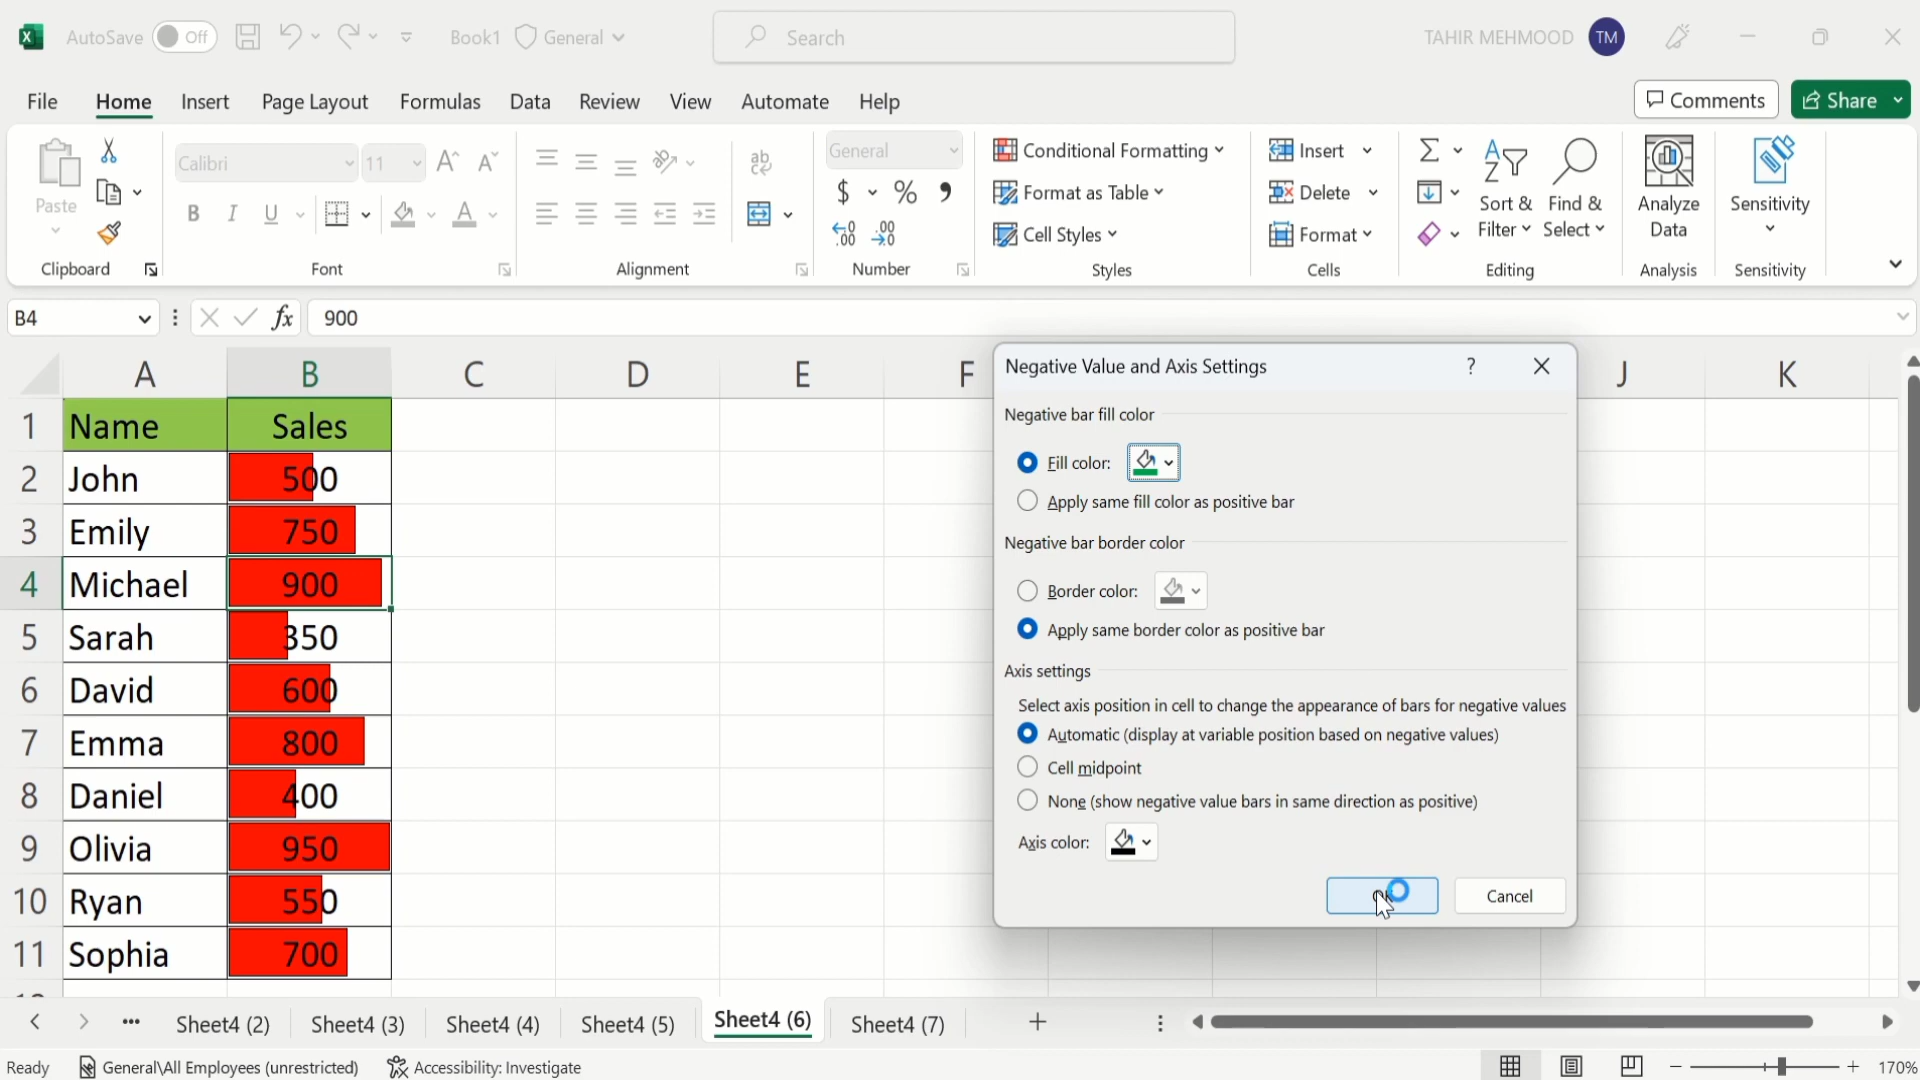 AutoSave Off Book1 General Search TAHIR MEHMOOD TM
File Home Insert Page Layout Formulas Data Review View Automate Help Comments Share
Paste
Clipboard
Calibri 11
B I U
Font
ab
Alignment
General
$ % ,
.00 .00
Number
Conditional Formatting
Format as Table
Cell Styles
Styles
Insert
Delete
Format
Cells
Sort & Filter
Find & Select
Editing
Analyze Data
Analysis
Sensitivity
Sensitivity
B4 fx 900
A B C D E F J K
1 Name Sales
2 John 500
3 Emily 750
4 Michael 900
5 Sarah 350
6 David 600
7 Emma 800
8 Daniel 400
9 Olivia 950
10 Ryan 550
11 Sophia 700
Negative Value and Axis Settings ?
Negative bar fill color
Fill color:
Apply same fill color as positive bar
Negative bar border color
Border color:
Apply same border color as positive bar
Axis settings
Select axis position in cell to change the appearance of bars for negative values
Automatic (display at variable position based on negative values)
Cell midpoint
None (show negative value bars in same direction as positive)
Axis color:
Cancel
Sheet4 (2) Sheet4 (3) Sheet4 (4) Sheet4 (5) Sheet4 (6) Sheet4 (7)
Ready General\All Employees (unrestricted) Accessibility: Investigate 170%